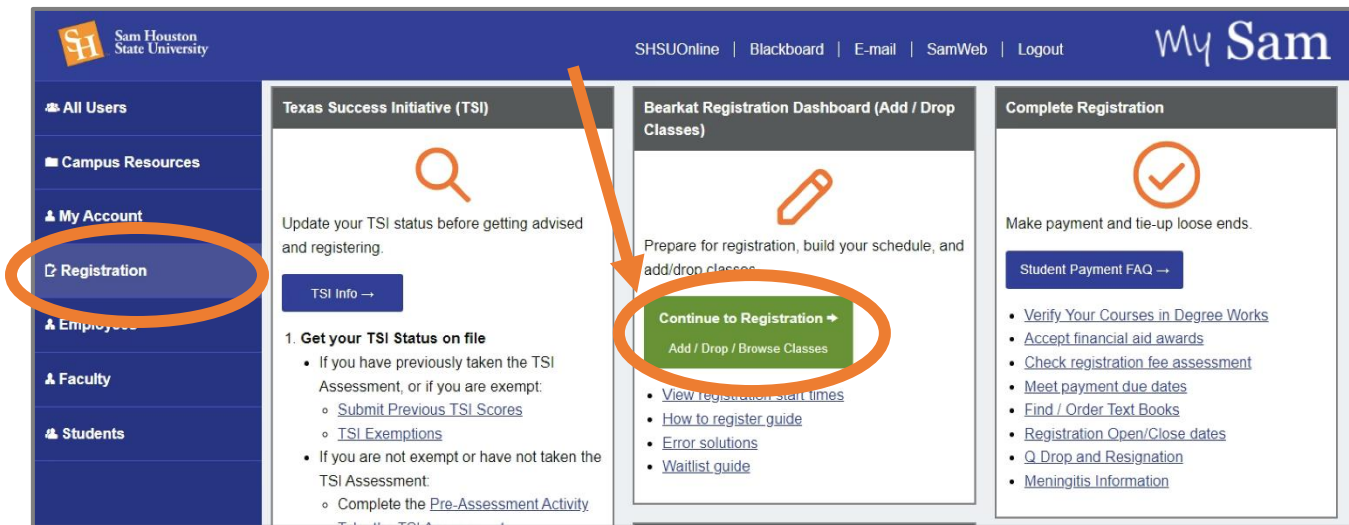 SH
Sam Houston
State University
SHSUOnline | Blackboard | E-mail | SamWeb | Logout
My Sam
All Users
Campus Resources
My Account
Registration
Employees
Faculty
Students
Texas Success Initiative (TSI)
Update your TSI status before getting advised
and registering.
TSI Info →
1. Get your TSI Status on file
• If you have previously taken the TSI
Assessment, or if you are exempt:
◦ Submit Previous TSI Scores
◦ TSI Exemptions
• If you are not exempt or have not taken the
TSI Assessment:
◦ Complete the Pre-Assessment Activity
Bearkat Registration Dashboard (Add / Drop
Classes)
Prepare for registration, build your schedule, and
add/drop classes
Continue to Registration →
Add / Drop / Browse Classes
• View registration start times
• How to register guide
• Error solutions
• Waitlist guide
Complete Registration
Make payment and tie-up loose ends.
Student Payment FAQ →
• Verify Your Courses in Degree Works
• Accept financial aid awards
• Check registration fee assessment
• Meet payment due dates
• Find / Order Text Books
• Registration Open/Close dates
• Q Drop and Resignation
• Meningitis Information